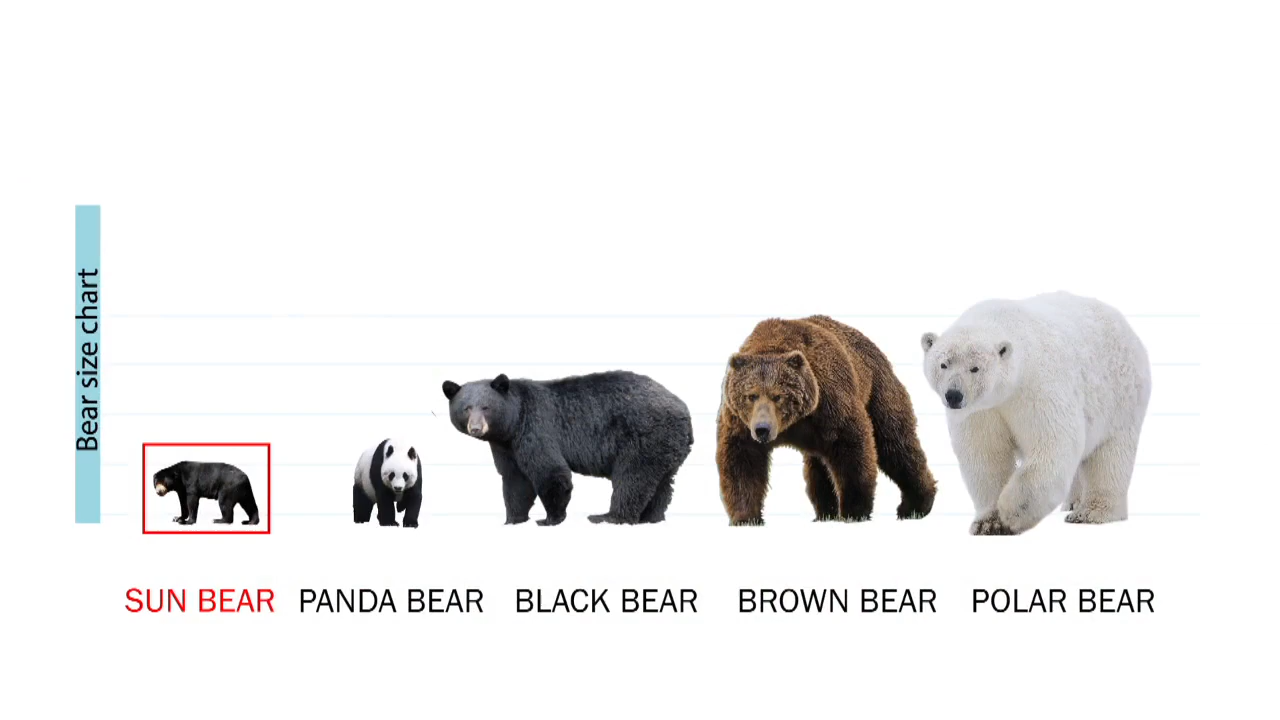 Bear size chart
SUN BEAR
PANDA BEAR
BLACK BEAR
BROWN BEAR
POLAR BEAR